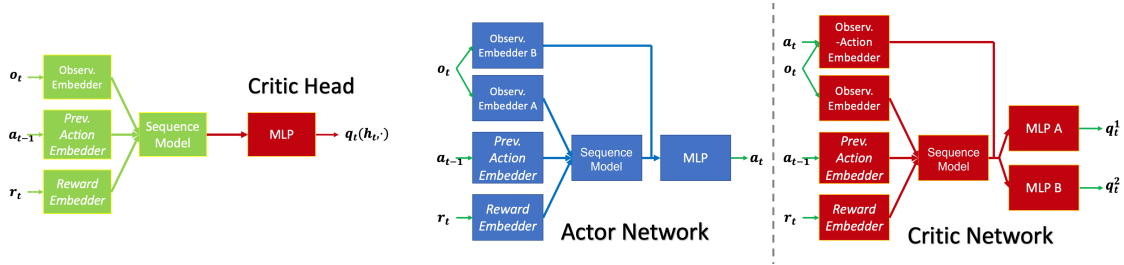 o_t
Observ.
Embedder
a_{t-1}
Prev.
Action
Embedder
r_t
Reward
Embedder
Sequence
Model
Critic Head
MLP
q_t(h_t,·)
o_t
Observ.
Embedder B
Observ.
Embedder A
a_{t-1}
Prev.
Action
Embedder
r_t
Reward
Embedder
Sequence
Model
MLP
a_t
Actor Network
a_t
o_t
Observ.
-Action
Embedder
Observ.
Embedder
a_{t-1}
Prev.
Action
Embedder
r_t
Reward
Embedder
Sequence
Model
MLP A
q_t^1
MLP B
q_t^2
Critic Network